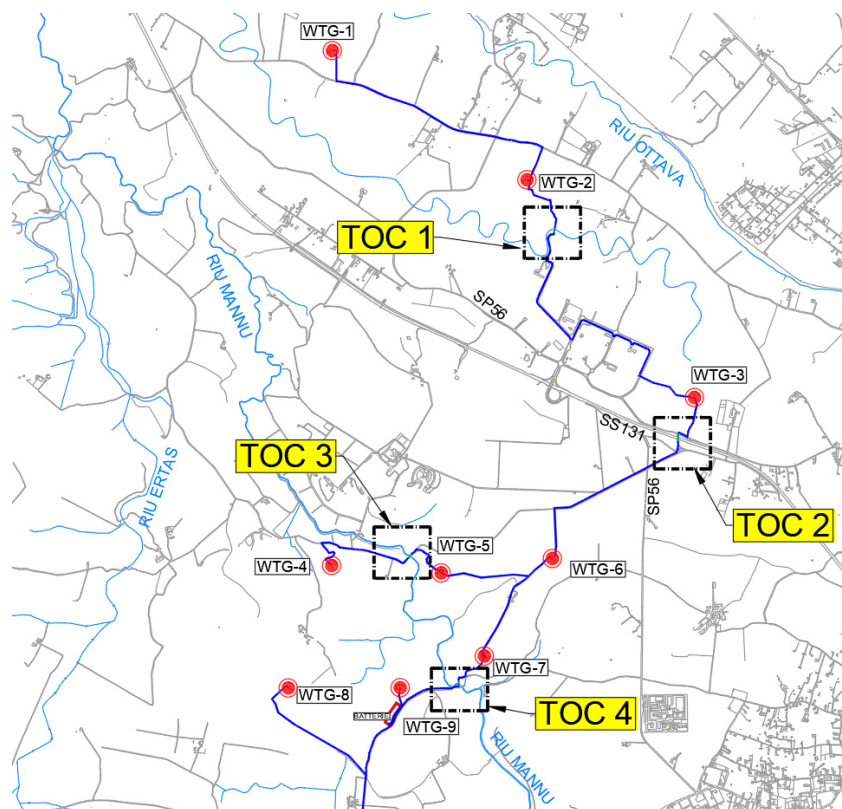 WTG-1
RIU OTTAVA
WTG-2
TOC 1
RIU MANNU
SP56
WTG-3
SS131
TOC 3
RIU ERTAS
SP56
TOC 2
WTG-5
WTG-4
WTG-6
WTG-7
WTG-8
BATTERIE
WTG-9
TOC 4
RIU MANNU